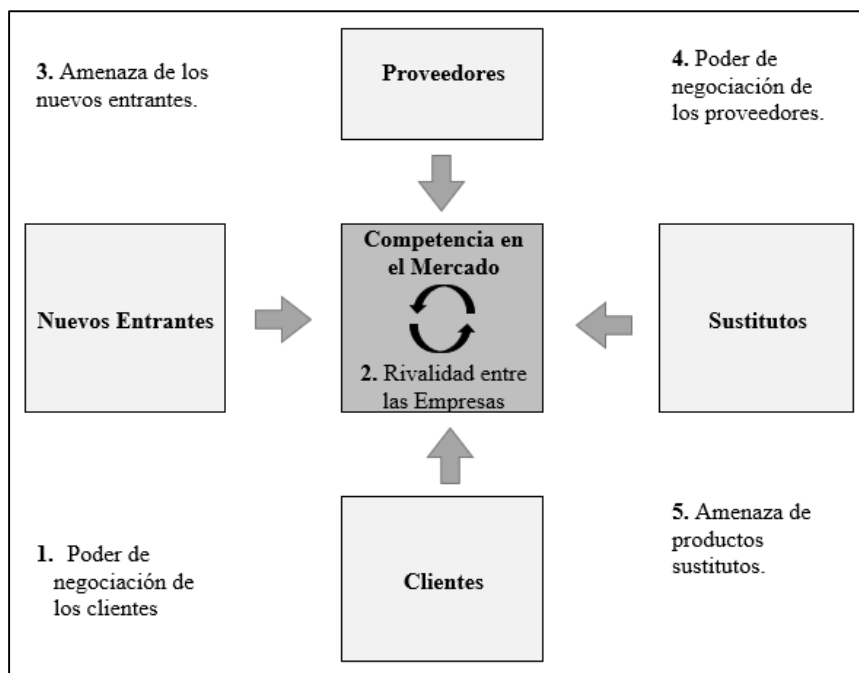 3. Amenaza de los
nuevos entrantes.
Proveedores
4. Poder de
negociación de
los proveedores.
Nuevos Entrantes
Competencia en
el Mercado
2. Rivalidad entre
las Empresas
Sustitutos
1. Poder de
negociación de
los clientes
Clientes
5. Amenaza de
productos
sustitutos.